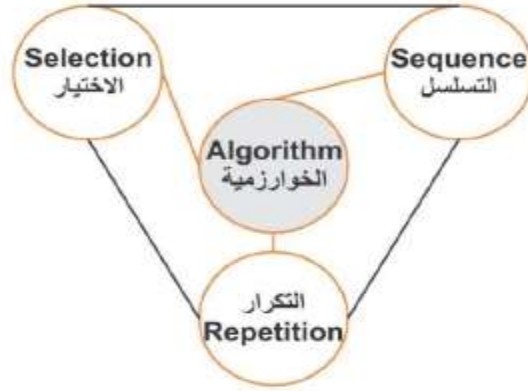 Selection
الاختيار
Sequence
التسلسل
Algorithm
الخوارزمية
التكرار
Repetition